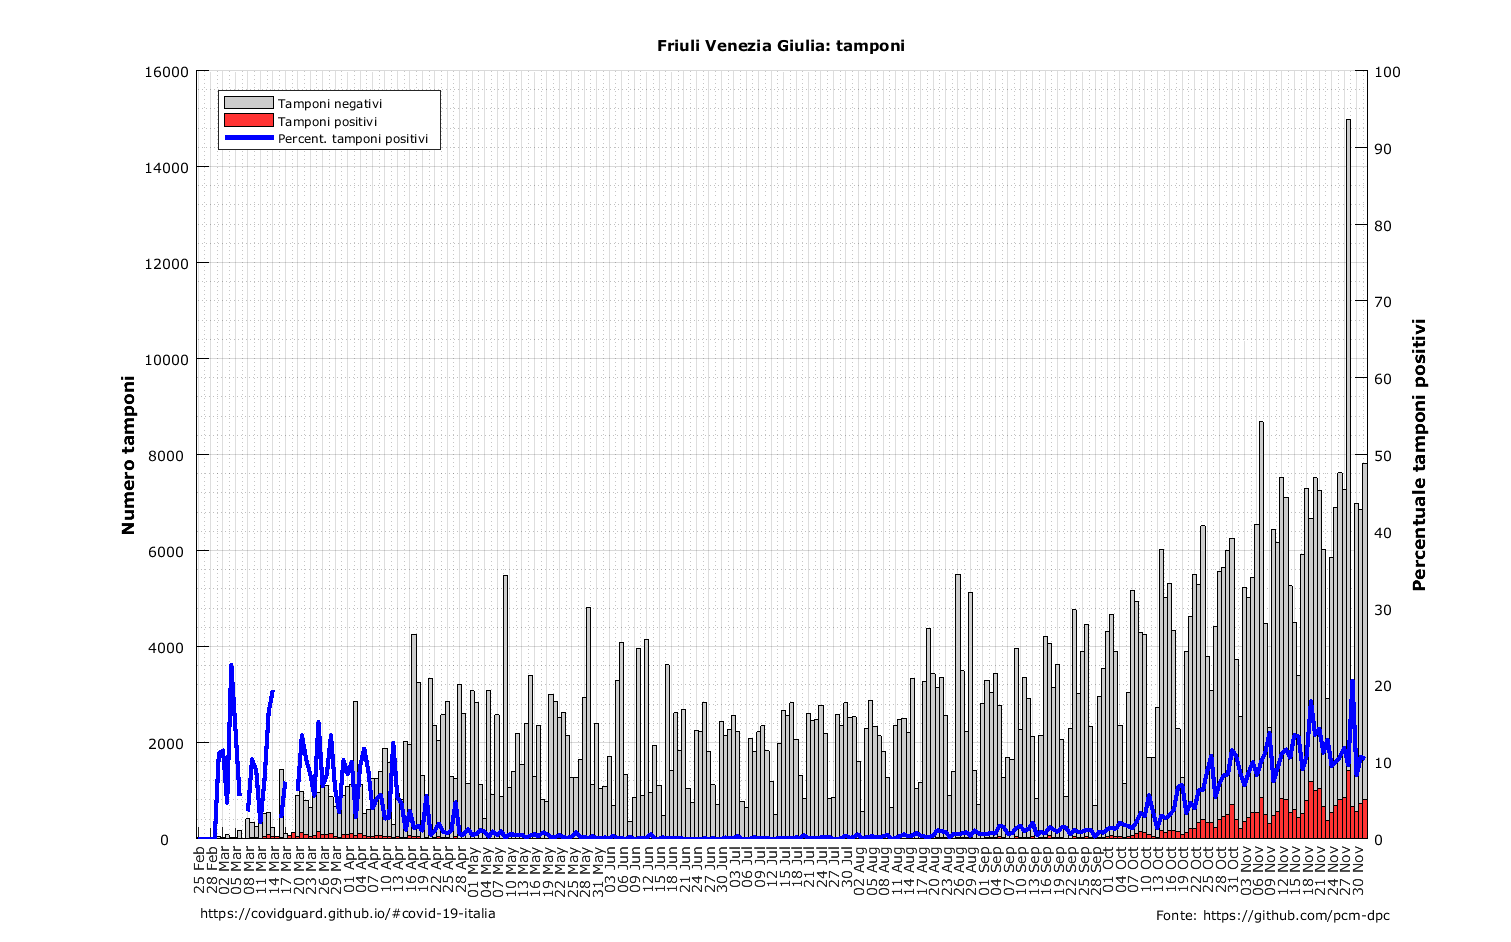 Friuli Venezia Giulia: tamponi
Tamponi negativi
Tamponi positivi
Percent. tamponi positivi
Numero tamponi
16000
14000
12000
10000
8000
6000
4000
2000
0
Percentuale tamponi positivi
100
90
80
70
60
50
40
30
20
10
0
25 Feb
28 Feb
02 Mar
05 Mar
08 Mar
11 Mar
14 Mar
17 Mar
20 Mar
23 Mar
26 Mar
29 Mar
01 Apr
04 Apr
07 Apr
10 Apr
13 Apr
16 Apr
19 Apr
22 Apr
25 Apr
28 Apr
01 May
04 May
07 May
10 May
13 May
16 May
19 May
22 May
25 May
28 May
31 May
03 Jun
06 Jun
09 Jun
12 Jun
15 Jun
18 Jun
21 Jun
24 Jun
27 Jun
30 Jun
03 Jul
06 Jul
09 Jul
12 Jul
15 Jul
18 Jul
21 Jul
24 Jul
27 Jul
30 Jul
02 Aug
05 Aug
08 Aug
11 Aug
14 Aug
17 Aug
20 Aug
23 Aug
26 Aug
29 Aug
01 Sep
04 Sep
07 Sep
10 Sep
13 Sep
16 Sep
19 Sep
22 Sep
25 Sep
28 Sep
01 Oct
04 Oct
07 Oct
10 Oct
13 Oct
16 Oct
19 Oct
22 Oct
25 Oct
28 Oct
31 Oct
03 Nov
06 Nov
09 Nov
12 Nov
15 Nov
18 Nov
21 Nov
24 Nov
27 Nov
30 Nov
https://covidguard.github.io/#covid-19-italia
Fonte: https://github.com/pcm-dpc